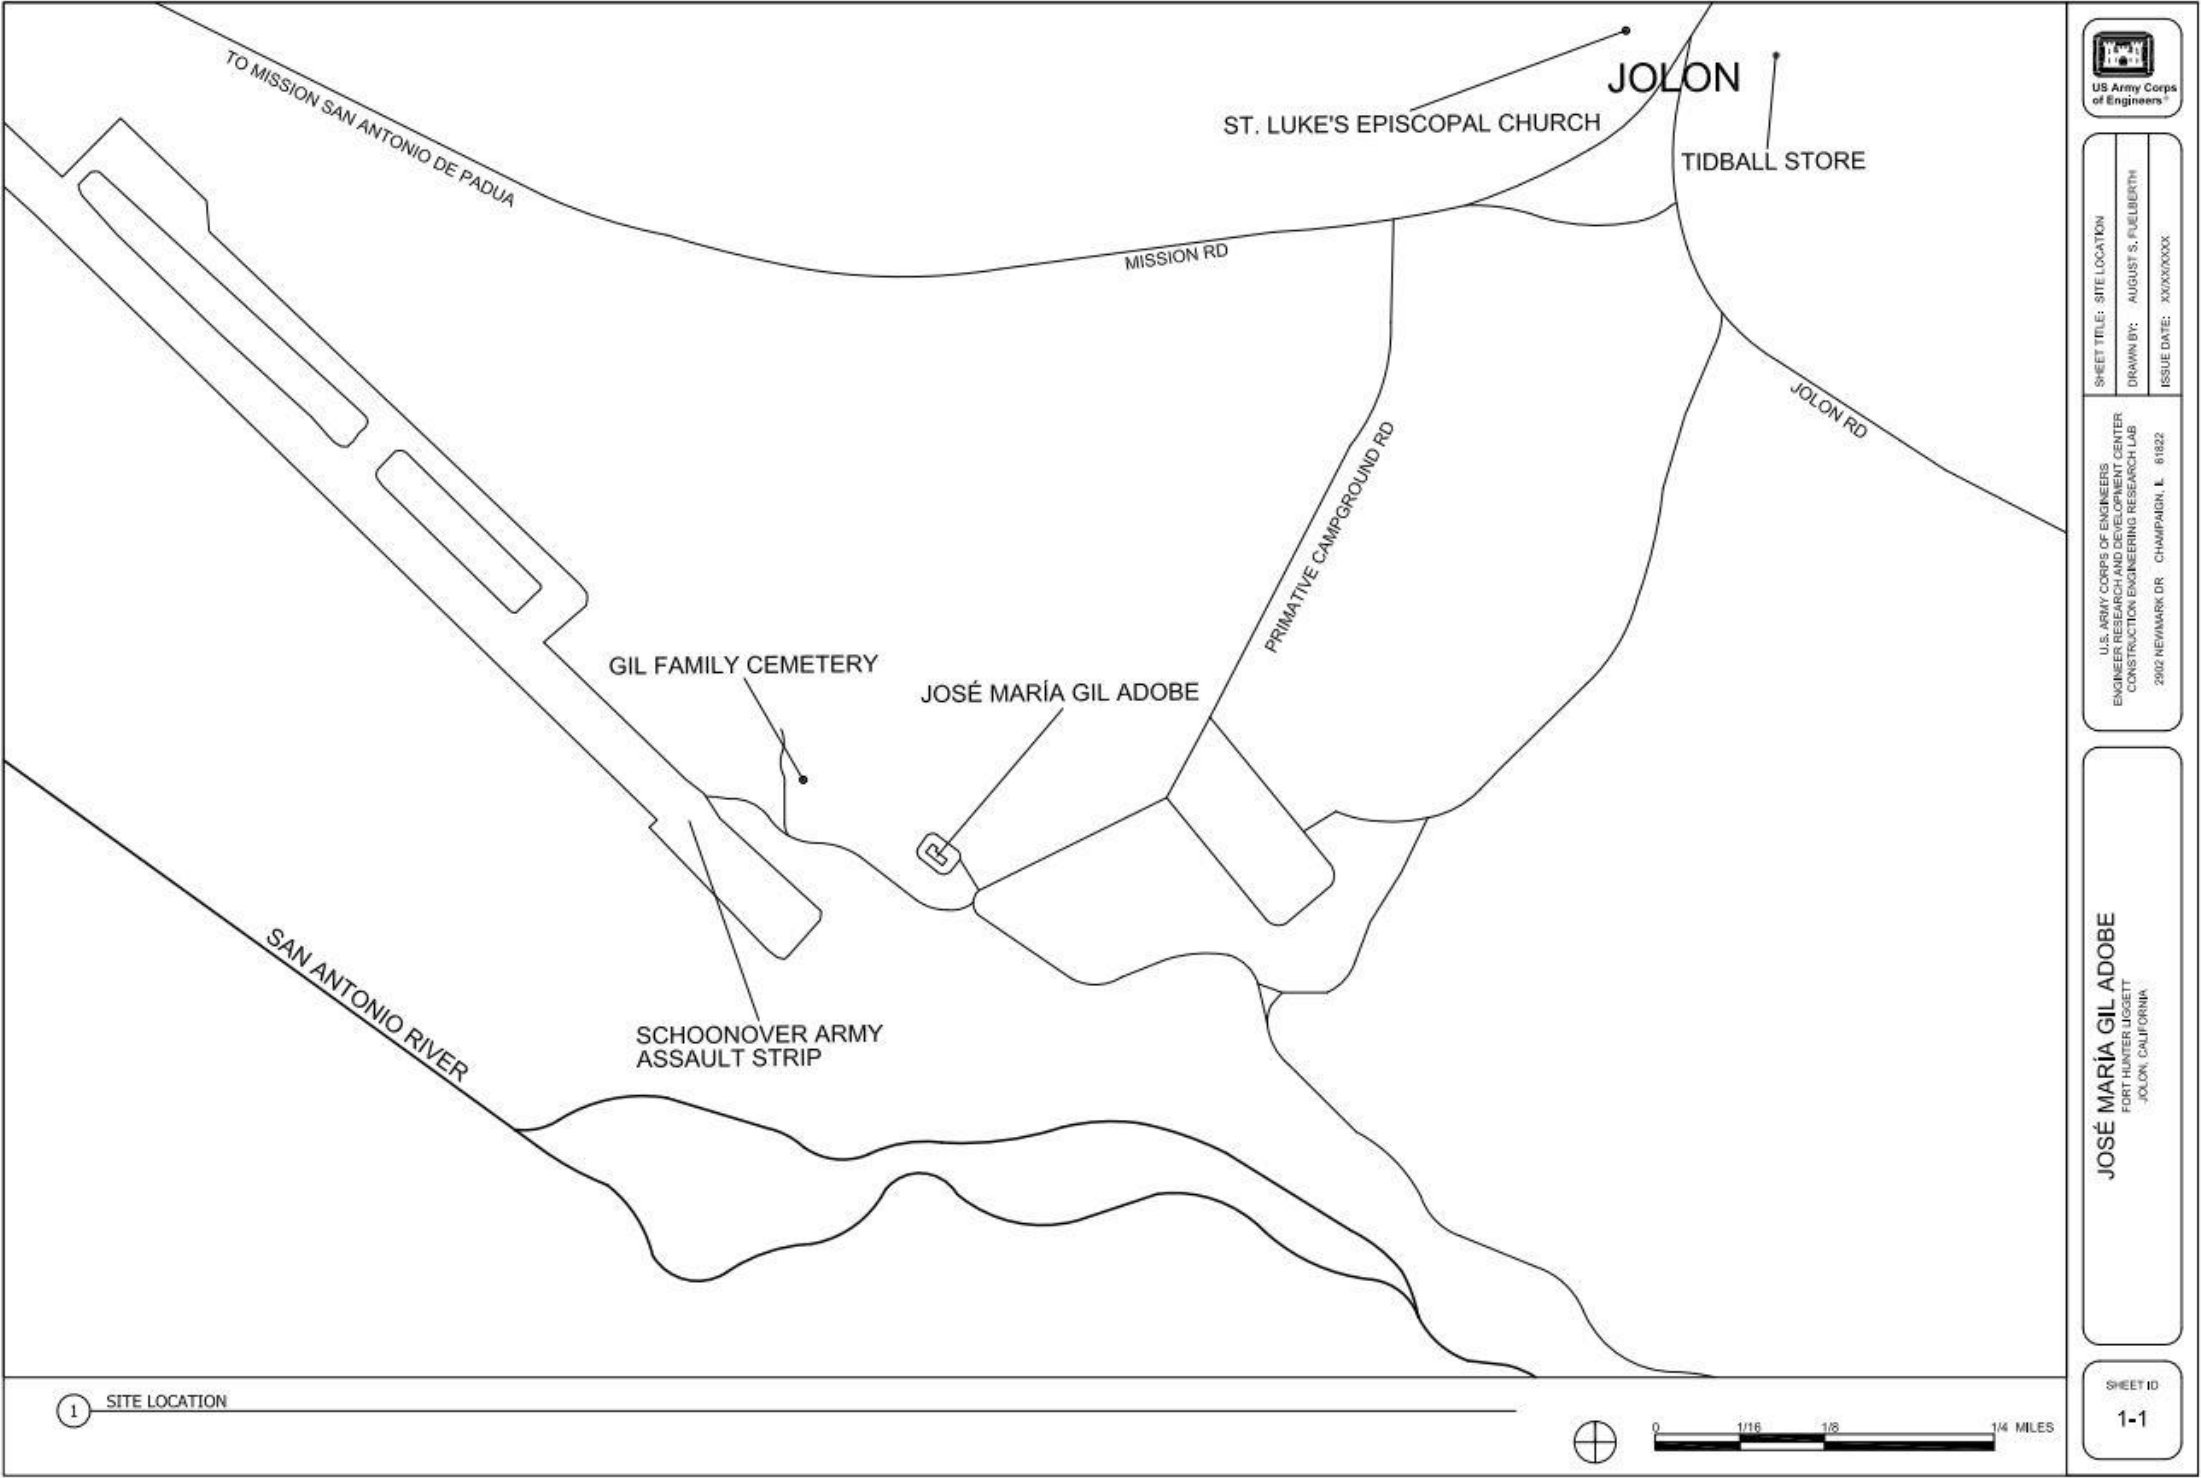 TO MISSION SAN ANTONIO DE PADUA
JOLON
ST. LUKE'S EPISCOPAL CHURCH
TIDBALL STORE
MISSION RD
JOLON RD
PRIMATIVE CAMPGROUND RD
GIL FAMILY CEMETERY
JOSÉ MARÍA GIL ADOBE
SAN ANTONIO RIVER
SCHOONOVER ARMY
ASSAULT STRIP
1
SITE LOCATION
0 1/16 1/8 1/4 MILES
US Army Corps
of Engineers®
SHEET TITLE: SITE LOCATION
DRAWN BY: AUGUST S. FUELBERTH
ISSUE DATE: XX/XX/XXXX
U.S. ARMY CORPS OF ENGINEERS
ENGINEER RESEARCH AND DEVELOPMENT CENTER
CONSTRUCTION ENGINEERING RESEARCH LAB
2902 NEWMARK DR CHAMPAIGN, IL 61822
JOSÉ MARÍA GIL ADOBE
FORT HUNTER LIGGETT
JOLON, CALIFORNIA
SHEET ID
1-1